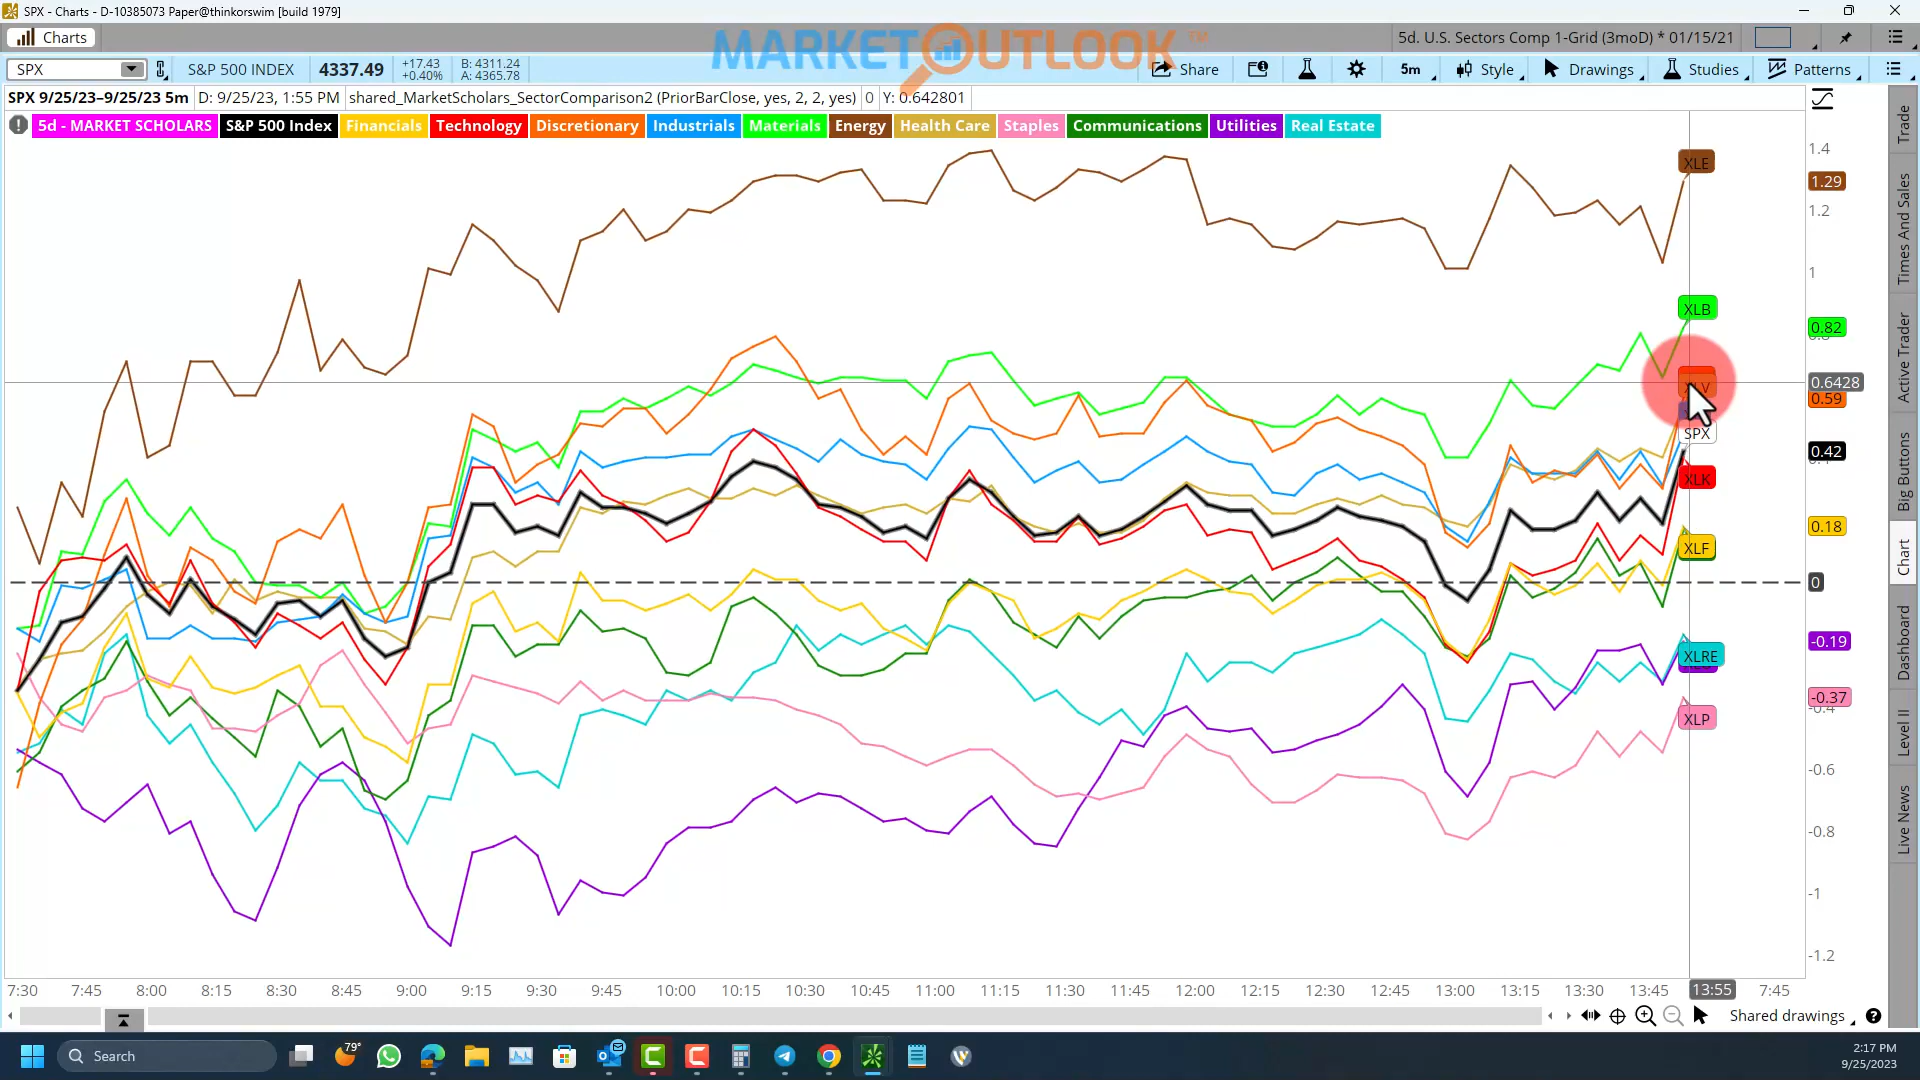 SPX - Charts - D-10385073 Paper@thinkorswim [build 1979]
Charts
MARKET OUTLOOK TM
5d. U.S. Sectors Comp 1-Grid (3moD) * 01/15/21
SPX
S&P 500 INDEX
4337.49
+17.43
+0.40%
B: 4311.24
A: 4365.78
Share
5m
Style
Drawings
Studies
Patterns
SPX 9/25/23–9/25/23 5m
D: 9/25/23, 1:55 PM
shared_MarketScholars_SectorComparison2 (PriorBarClose, yes, 2, 2, yes)
0
Y: 0.642801
5d - MARKET SCHOLARS
S&P 500 Index
Financials
Technology
Discretionary
Industrials
Materials
Energy
Health Care
Staples
Communications
Utilities
Real Estate
XLE
XLB
XLV
SPX
XLK
XLF
XLRE
XLP
1.4
1.29
1.2
1
0.82
0.6428
0.59
0.42
0.18
0
-0.19
-0.37
-0.4
-0.6
-0.8
-1
-1.2
Trade
Times And Sales
Active Trader
Big Buttons
Chart
Dashboard
Level II
Live News
7:30 7:45 8:00 8:15 8:30 8:45 9:00 9:15 9:30 9:45 10:00 10:15 10:30 10:45 11:00 11:15 11:30 11:45 12:00 12:15 12:30 12:45 13:00 13:15 13:30 13:45 13:55 7:45
Shared drawings
Search
79°
2:17 PM
9/25/2023